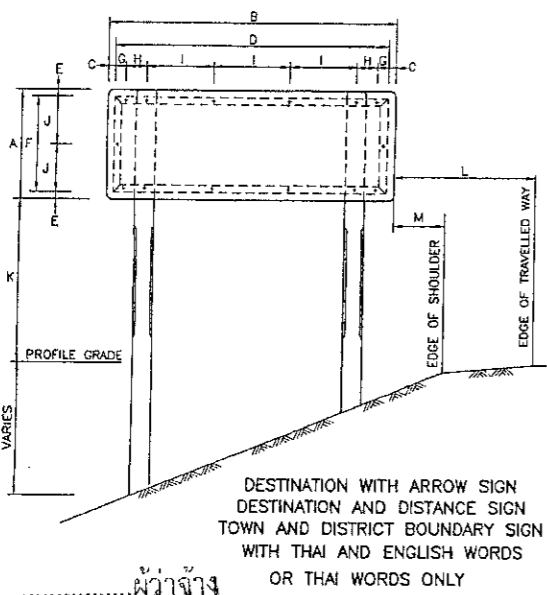 B
D
C G H I I I H G C
E
A F J
J
E
L
M
K
EDGE OF SHOULDER
EDGE OF TRAVELLED WAY
PROFILE GRADE
VARIES
DESTINATION WITH ARROW SIGN
DESTINATION AND DISTANCE SIGN
TOWN AND DISTRICT BOUNDARY SIGN
WITH THAI AND ENGLISH WORDS
OR THAI WORDS ONLY
ผู้ว่าจ้าง